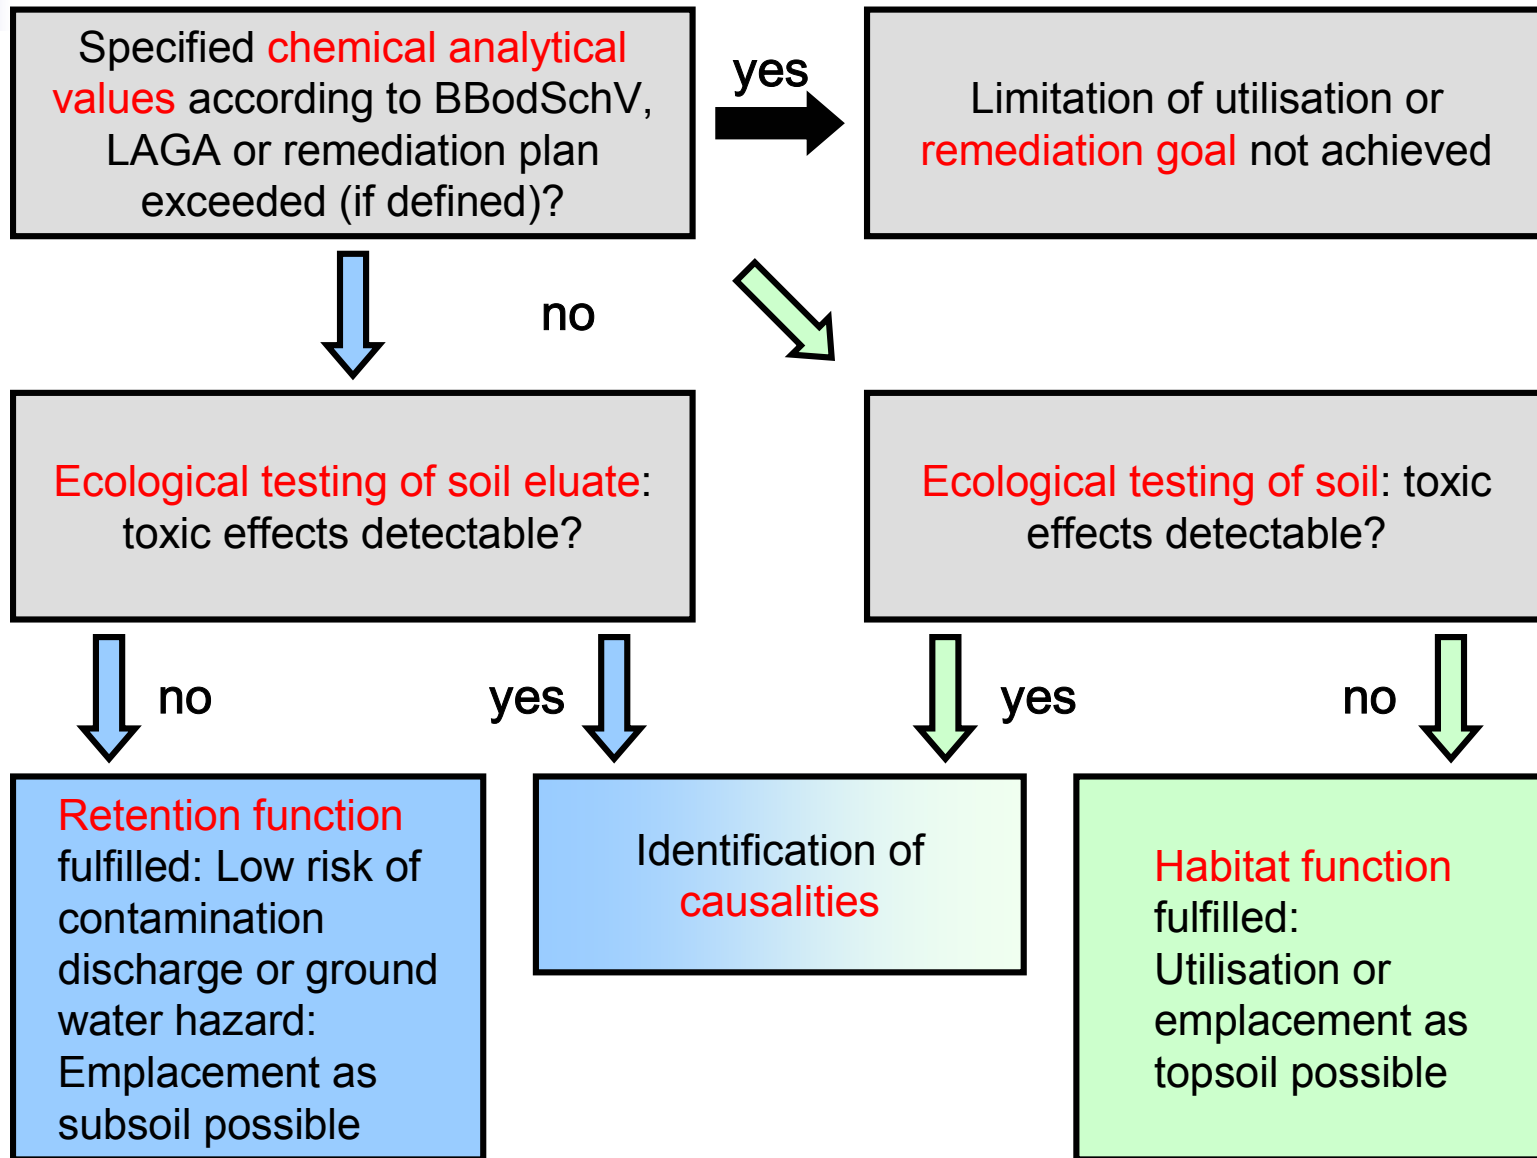 Specified chemical analytical
values according to BBodSchV,
LAGA or remediation plan
exceeded (if defined)?
yes
Limitation of utilisation or
remediation goal not achieved
no
Ecological testing of soil eluate:
toxic effects detectable?
Ecological testing of soil: toxic
effects detectable?
no
yes
yes
no
Retention function
fulfilled: Low risk of
contamination
discharge or ground
water hazard:
Emplacement as
subsoil possible
Identification of
causalities
Habitat function
fulfilled:
Utilisation or
emplacement as
topsoil possible